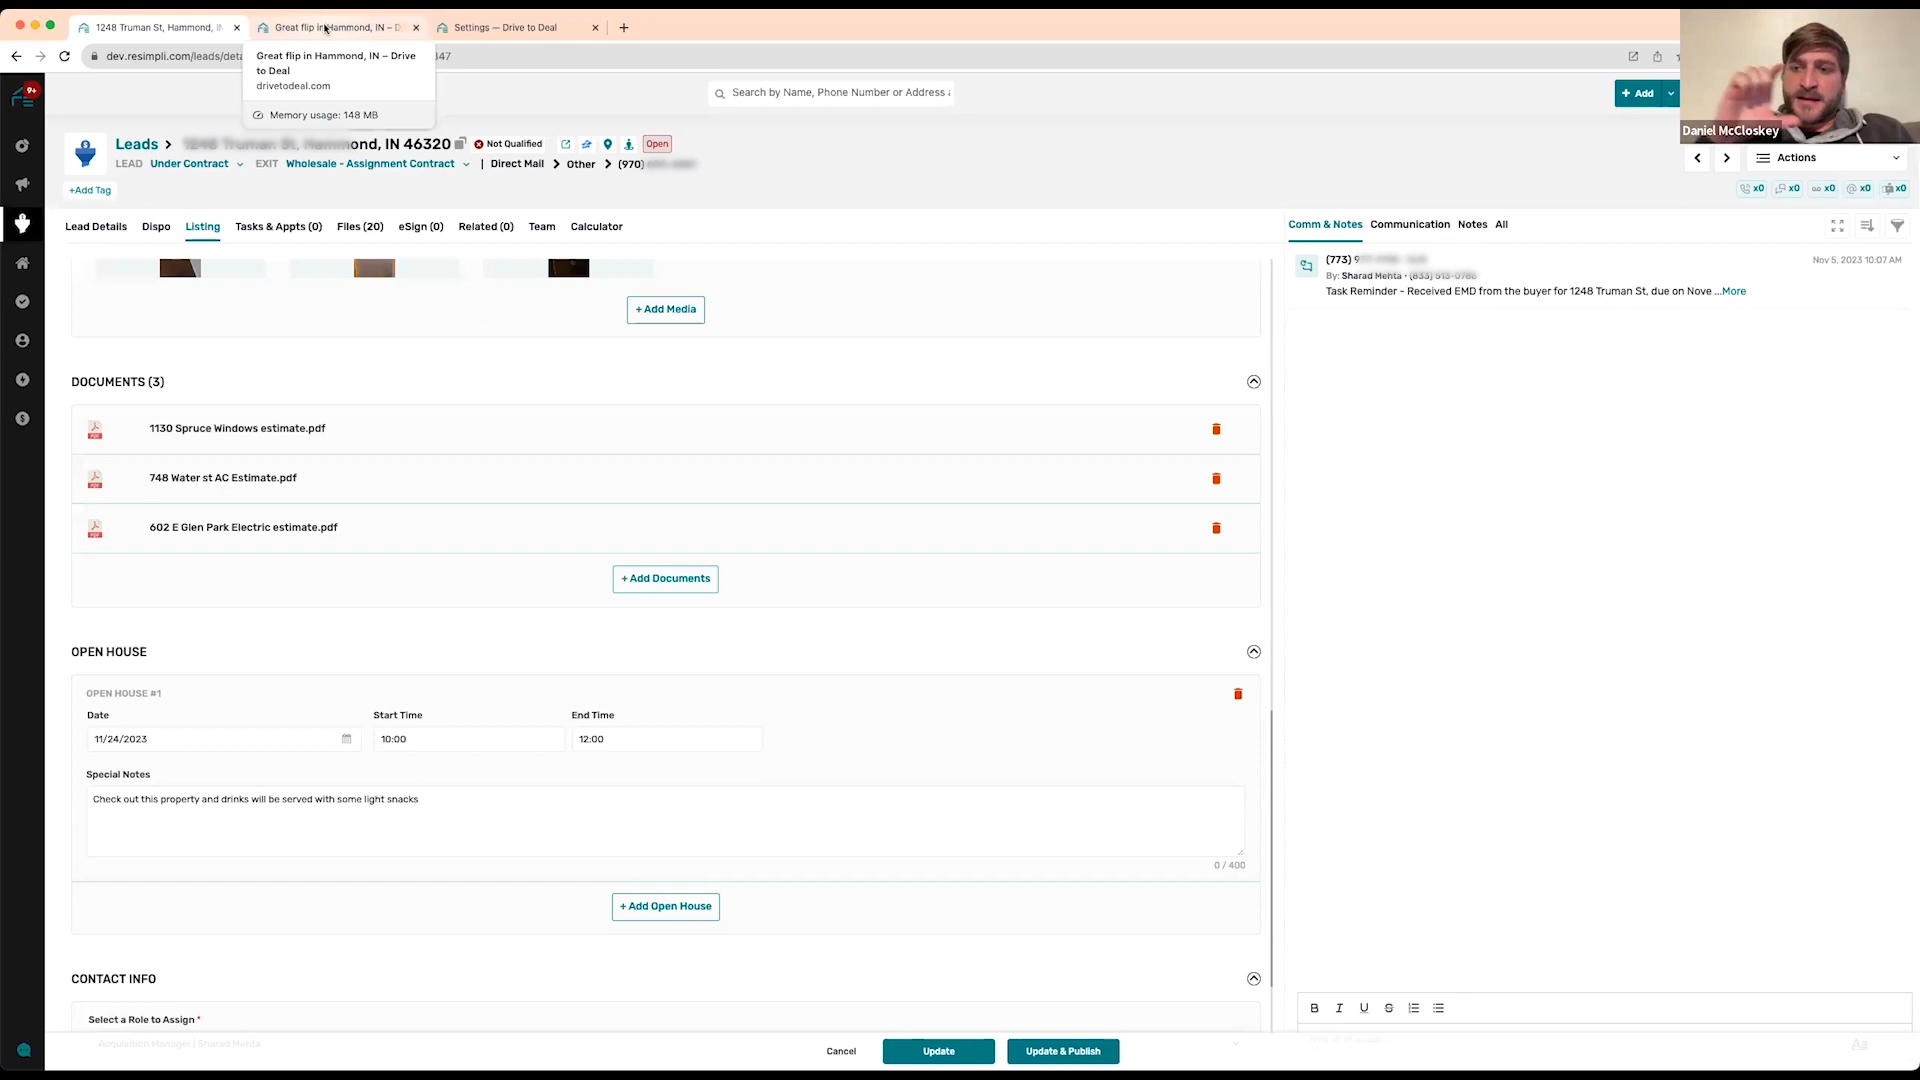 1248 Truman St, Hammond, IN
Great flip in Hammond, IN – D
Settings — Drive to Deal
dev.resimpli.com/leads/deta
47
Great flip in Hammond, IN – Drive
to Deal
drivetodeal.com
Memory usage: 148 MB
9+
Search by Name, Phone Number or Address
+ Add
Daniel McCloskey
Leads > 1248 Truman St, Hammond, IN 46320
Not Qualified
Open
LEAD Under Contract
EXIT Wholesale - Assignment Contract
| Direct Mail > Other > (970)
+Add Tag
Actions
x0 x0 x0 x0 x0
Lead Details Dispo Listing Tasks & Appts (0) Files (20) eSign (0) Related (0) Team Calculator
Comm & Notes Communication Notes All
(773) 9
Nov 5, 2023 10:07 AM
By: Sharad Mehta • (833) 513-0786
Task Reminder - Received EMD from the buyer for 1248 Truman St, due on Nove ...More
+ Add Media
DOCUMENTS (3)
1130 Spruce Windows estimate.pdf
748 Water st AC Estimate.pdf
602 E Glen Park Electric estimate.pdf
+ Add Documents
OPEN HOUSE
OPEN HOUSE #1
Date Start Time End Time
11/24/2023 10:00 12:00
Special Notes
Check out this property and drinks will be served with some light snacks
0 / 400
+ Add Open House
CONTACT INFO
Select a Role to Assign *
Acquisition Manager | Sharad Mehta
Cancel Update Update & Publish
B I U S
Aa